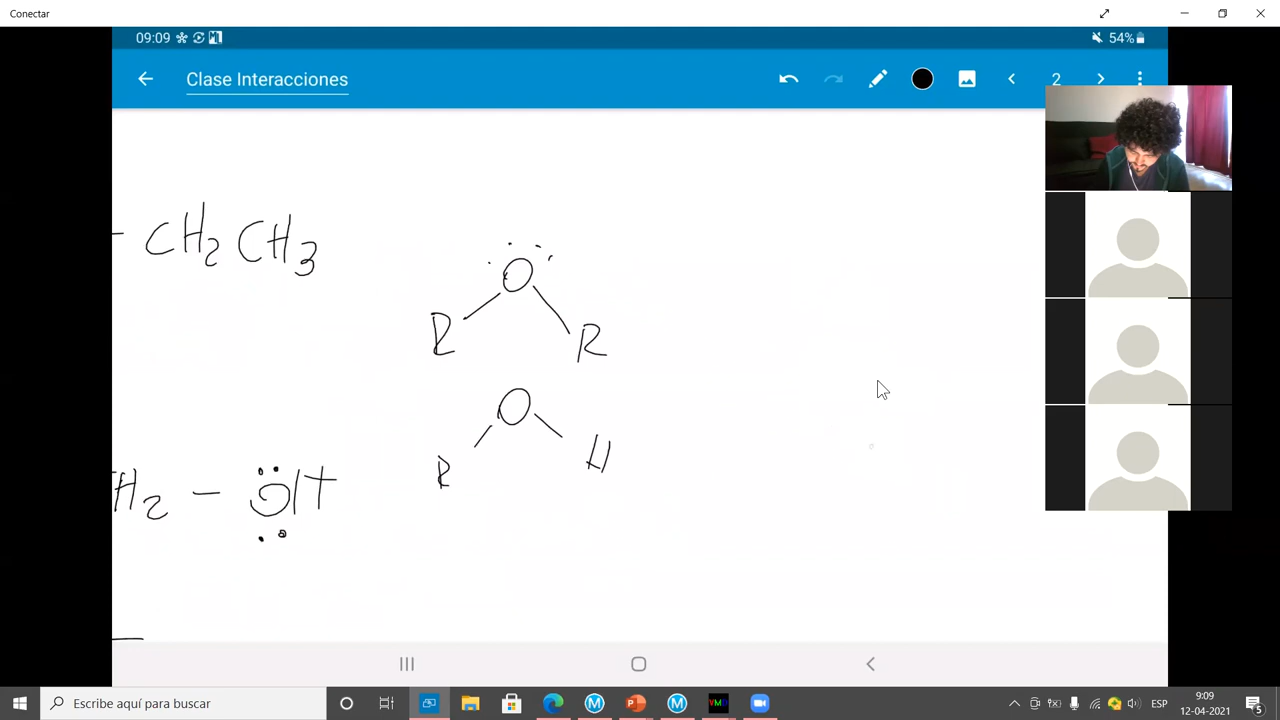 Conectar
09:09 54%
Clase Interacciones 2
- CH2CH3
O
R R
O
R H
H2 - OH
Escribe aquí para buscar
ESP
9:09
12-04-2021
5